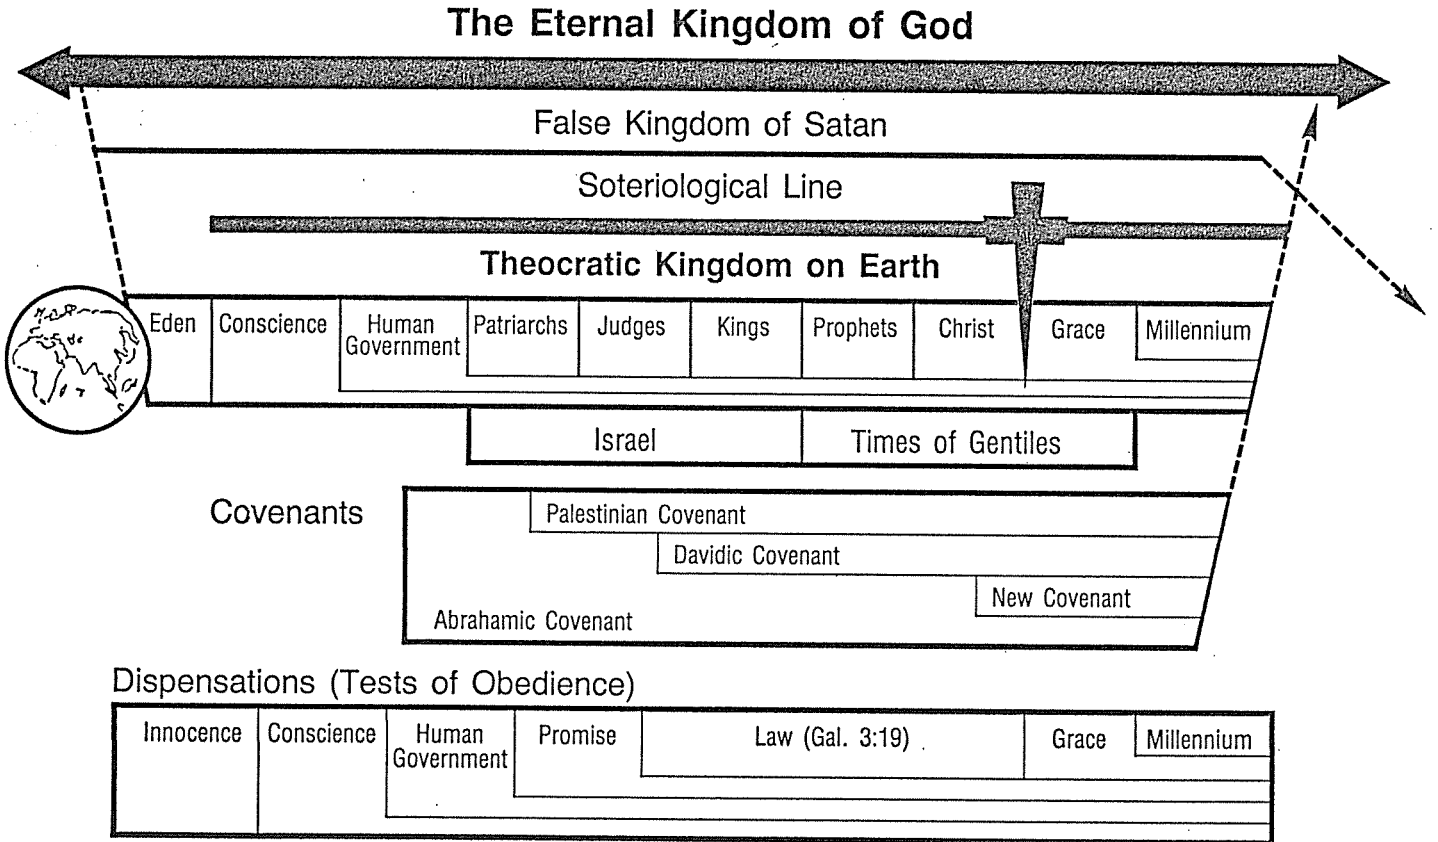 The Eternal Kingdom of God
False Kingdom of Satan
Soteriological Line
Theocratic Kingdom on Earth
Eden
Conscience
Human
Government
Patriarchs
Judges
Kings
Prophets
Christ
Grace
Millennium
Israel
Times of Gentiles
Covenants
Palestinian Covenant
Davidic Covenant
New Covenant
Abrahamic Covenant
Dispensations (Tests of Obedience)
Innocence
Conscience
Human
Government
Promise
Law (Gal. 3:19)
Grace
Millennium